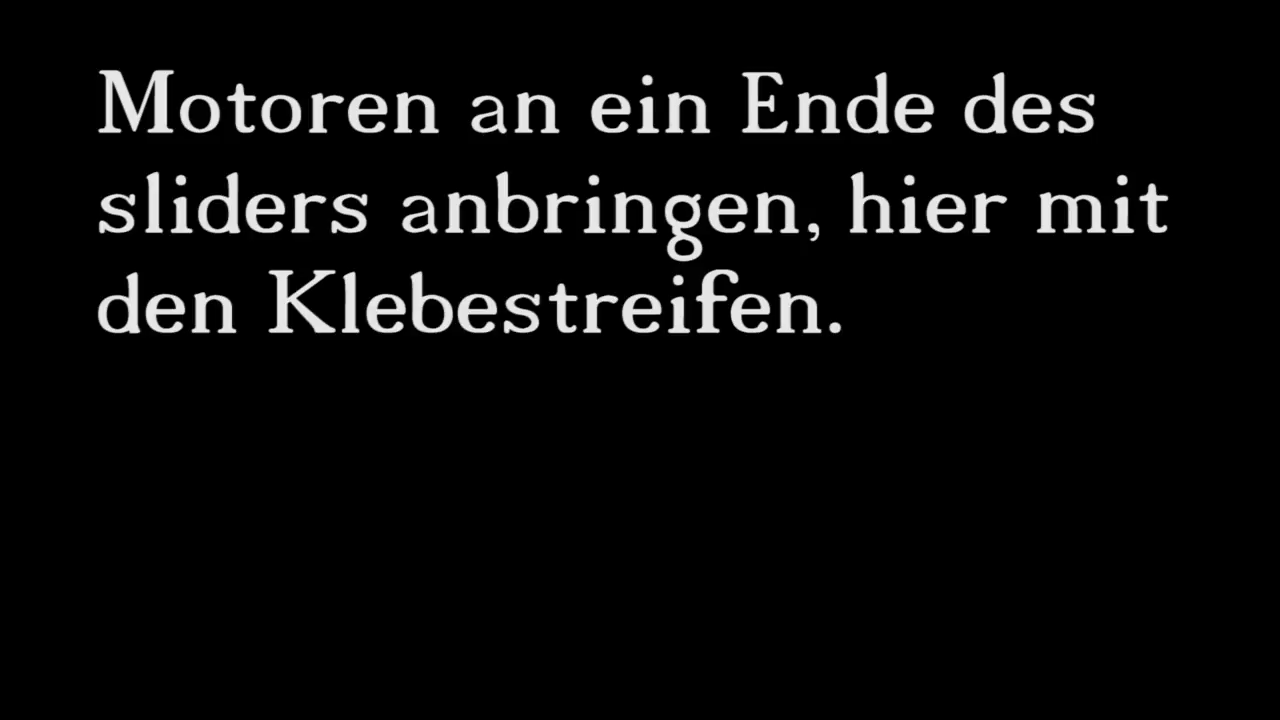 Motoren an ein Ende des
sliders anbringen, hier mit
den Klebestreifen.